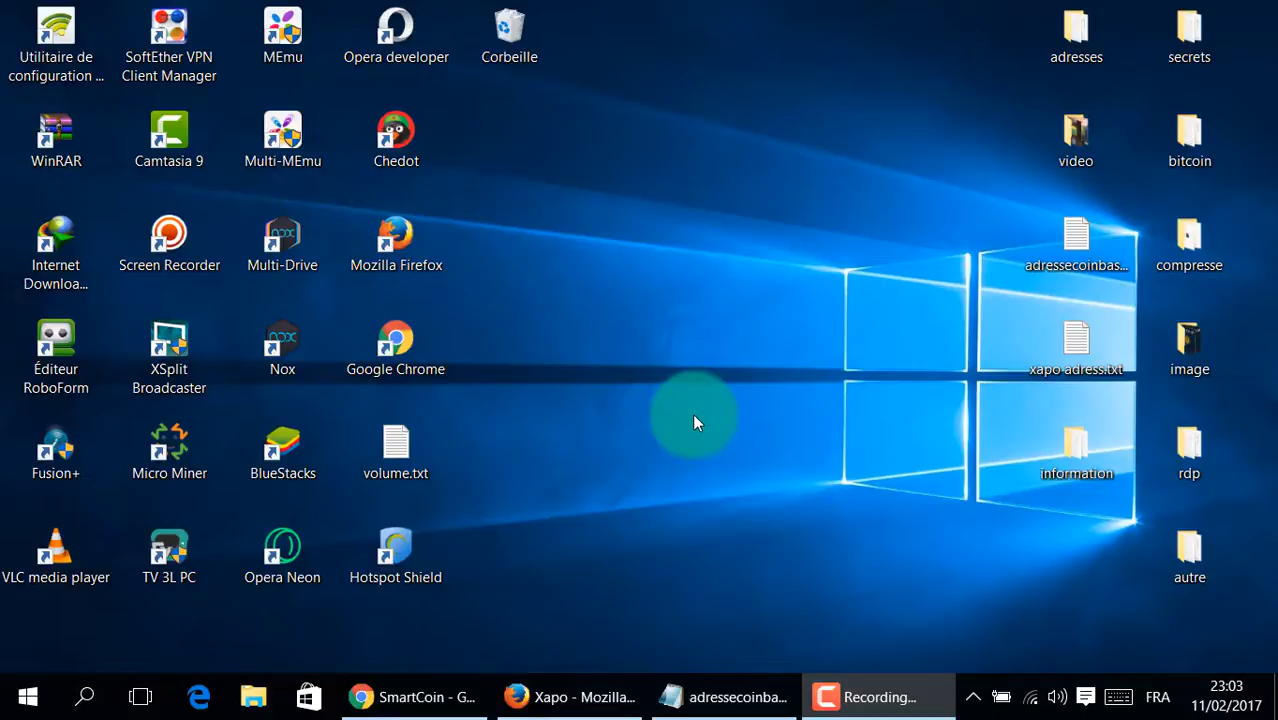 Utilitaire de
configuration ...
SoftEther VPN
Client Manager
MEmu
Opera developer
Corbeille
adresses
secrets
WinRAR
Camtasia 9
Multi-MEmu
Chedot
video
bitcoin
Internet
Downloa...
Screen Recorder
Multi-Drive
Mozilla Firefox
adressecoinbas...
compresse
Éditeur
RoboForm
XSplit
Broadcaster
Nox
Google Chrome
xapo adress.txt
image
Fusion+
Micro Miner
BlueStacks
volume.txt
information
rdp
VLC media player
TV 3L PC
Opera Neon
Hotspot Shield
autre
SmartCoin - G...
Xapo - Mozilla...
adressecoinba...
Recording...
FRA
23:03
11/02/2017